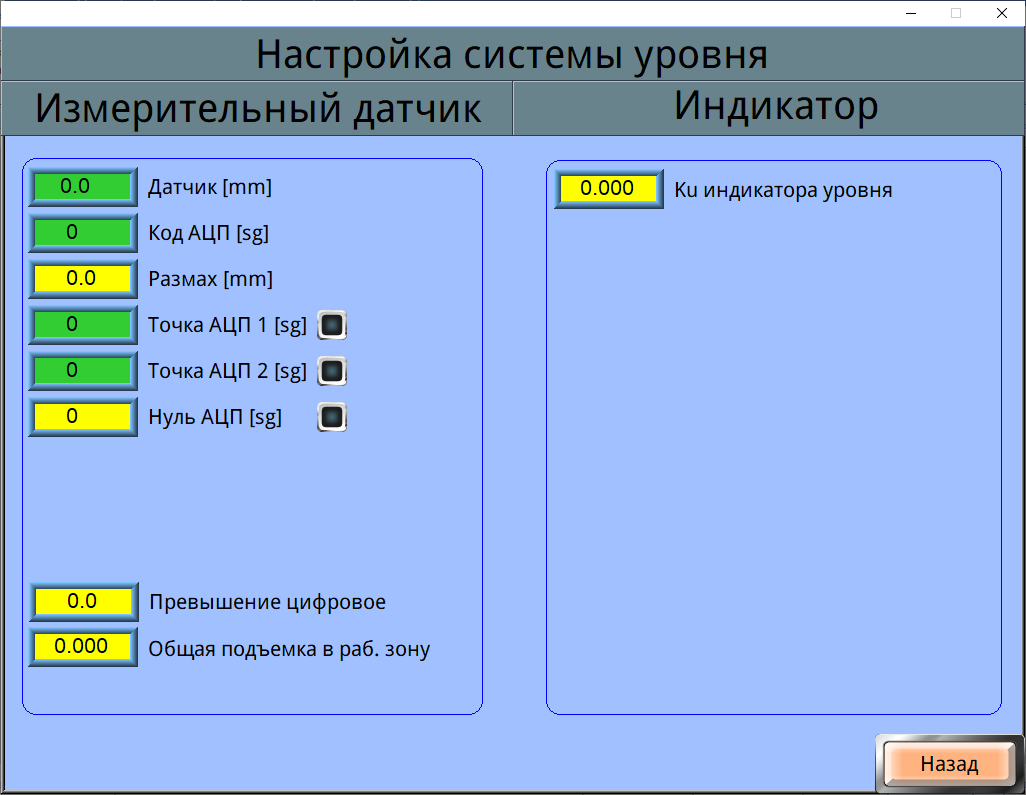 Настройка системы уровня
Измерительный датчик
Индикатор
0.0 Датчик [mm]
0 Код АЦП [sg]
0.0 Размах [mm]
0 Точка АЦП 1 [sg]
0 Точка АЦП 2 [sg]
0 Нуль АЦП [sg]
0.0 Превышение цифровое
0.000 Общая подъемка в раб. зону
0.000 Ku индикатора уровня
Назад